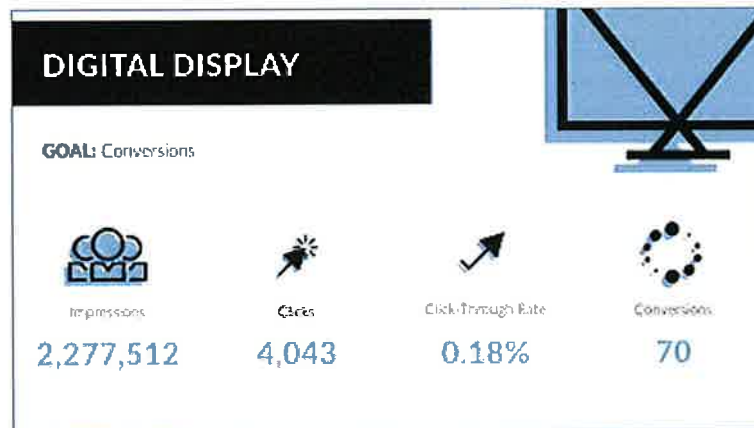 DIGITAL DISPLAY
GOAL: Conversions
Impressions Clicks Click-Through Rate Conversions
2,277,512 4,043 0.18% 70